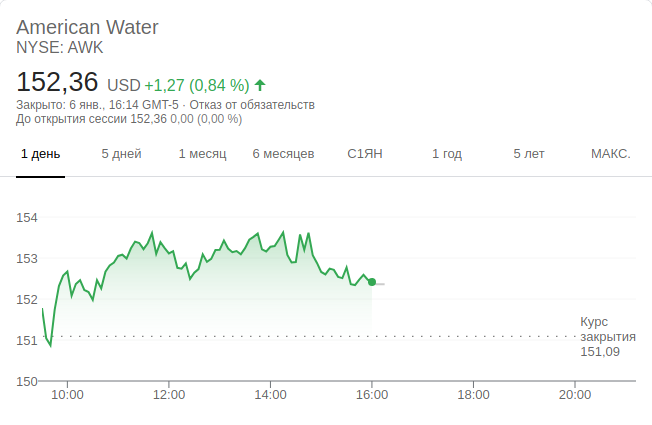 American Water
NYSE: AWK
152,36 USD +1,27 (0,84 %)
Закрыто: 6 янв., 16:14 GMT-5 · Отказ от обязательств
До открытия сессии 152,36 0,00 (0,00 %)
1 день 5 дней 1 месяц 6 месяцев С1ЯН 1 год 5 лет МАКС.
154
153
152
Курс
закрытия
151
151,09
150
10:00 12:00 14:00 16:00 18:00 20:00